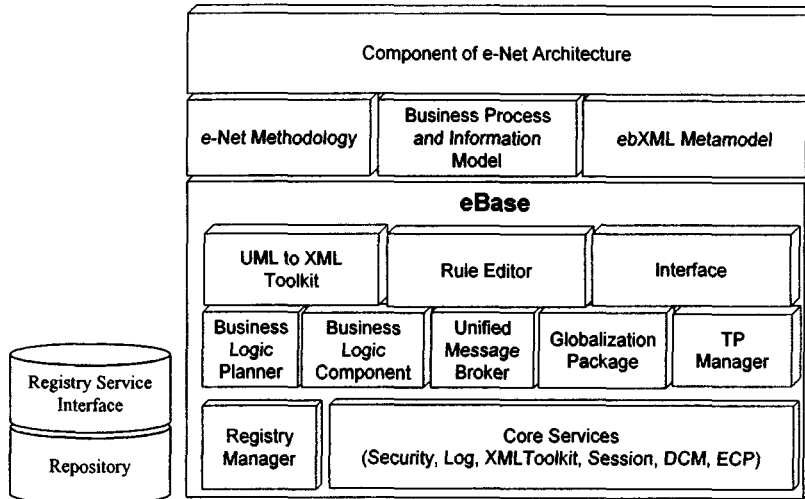 Component of e-Net Architecture
e-Net Methodology
Business Process
and Information
Model
ebXML Metamodel
eBase
UML to XML
Toolkit
Rule Editor
Interface
Business
Logic
Planner
Business
Logic
Component
Unified
Message
Broker
Globalization
Package
TP
Manager
Registry Service
Interface
Repository
Registry
Manager
Core Services
(Security, Log, XMLToolkit, Session, DCM, ECP)